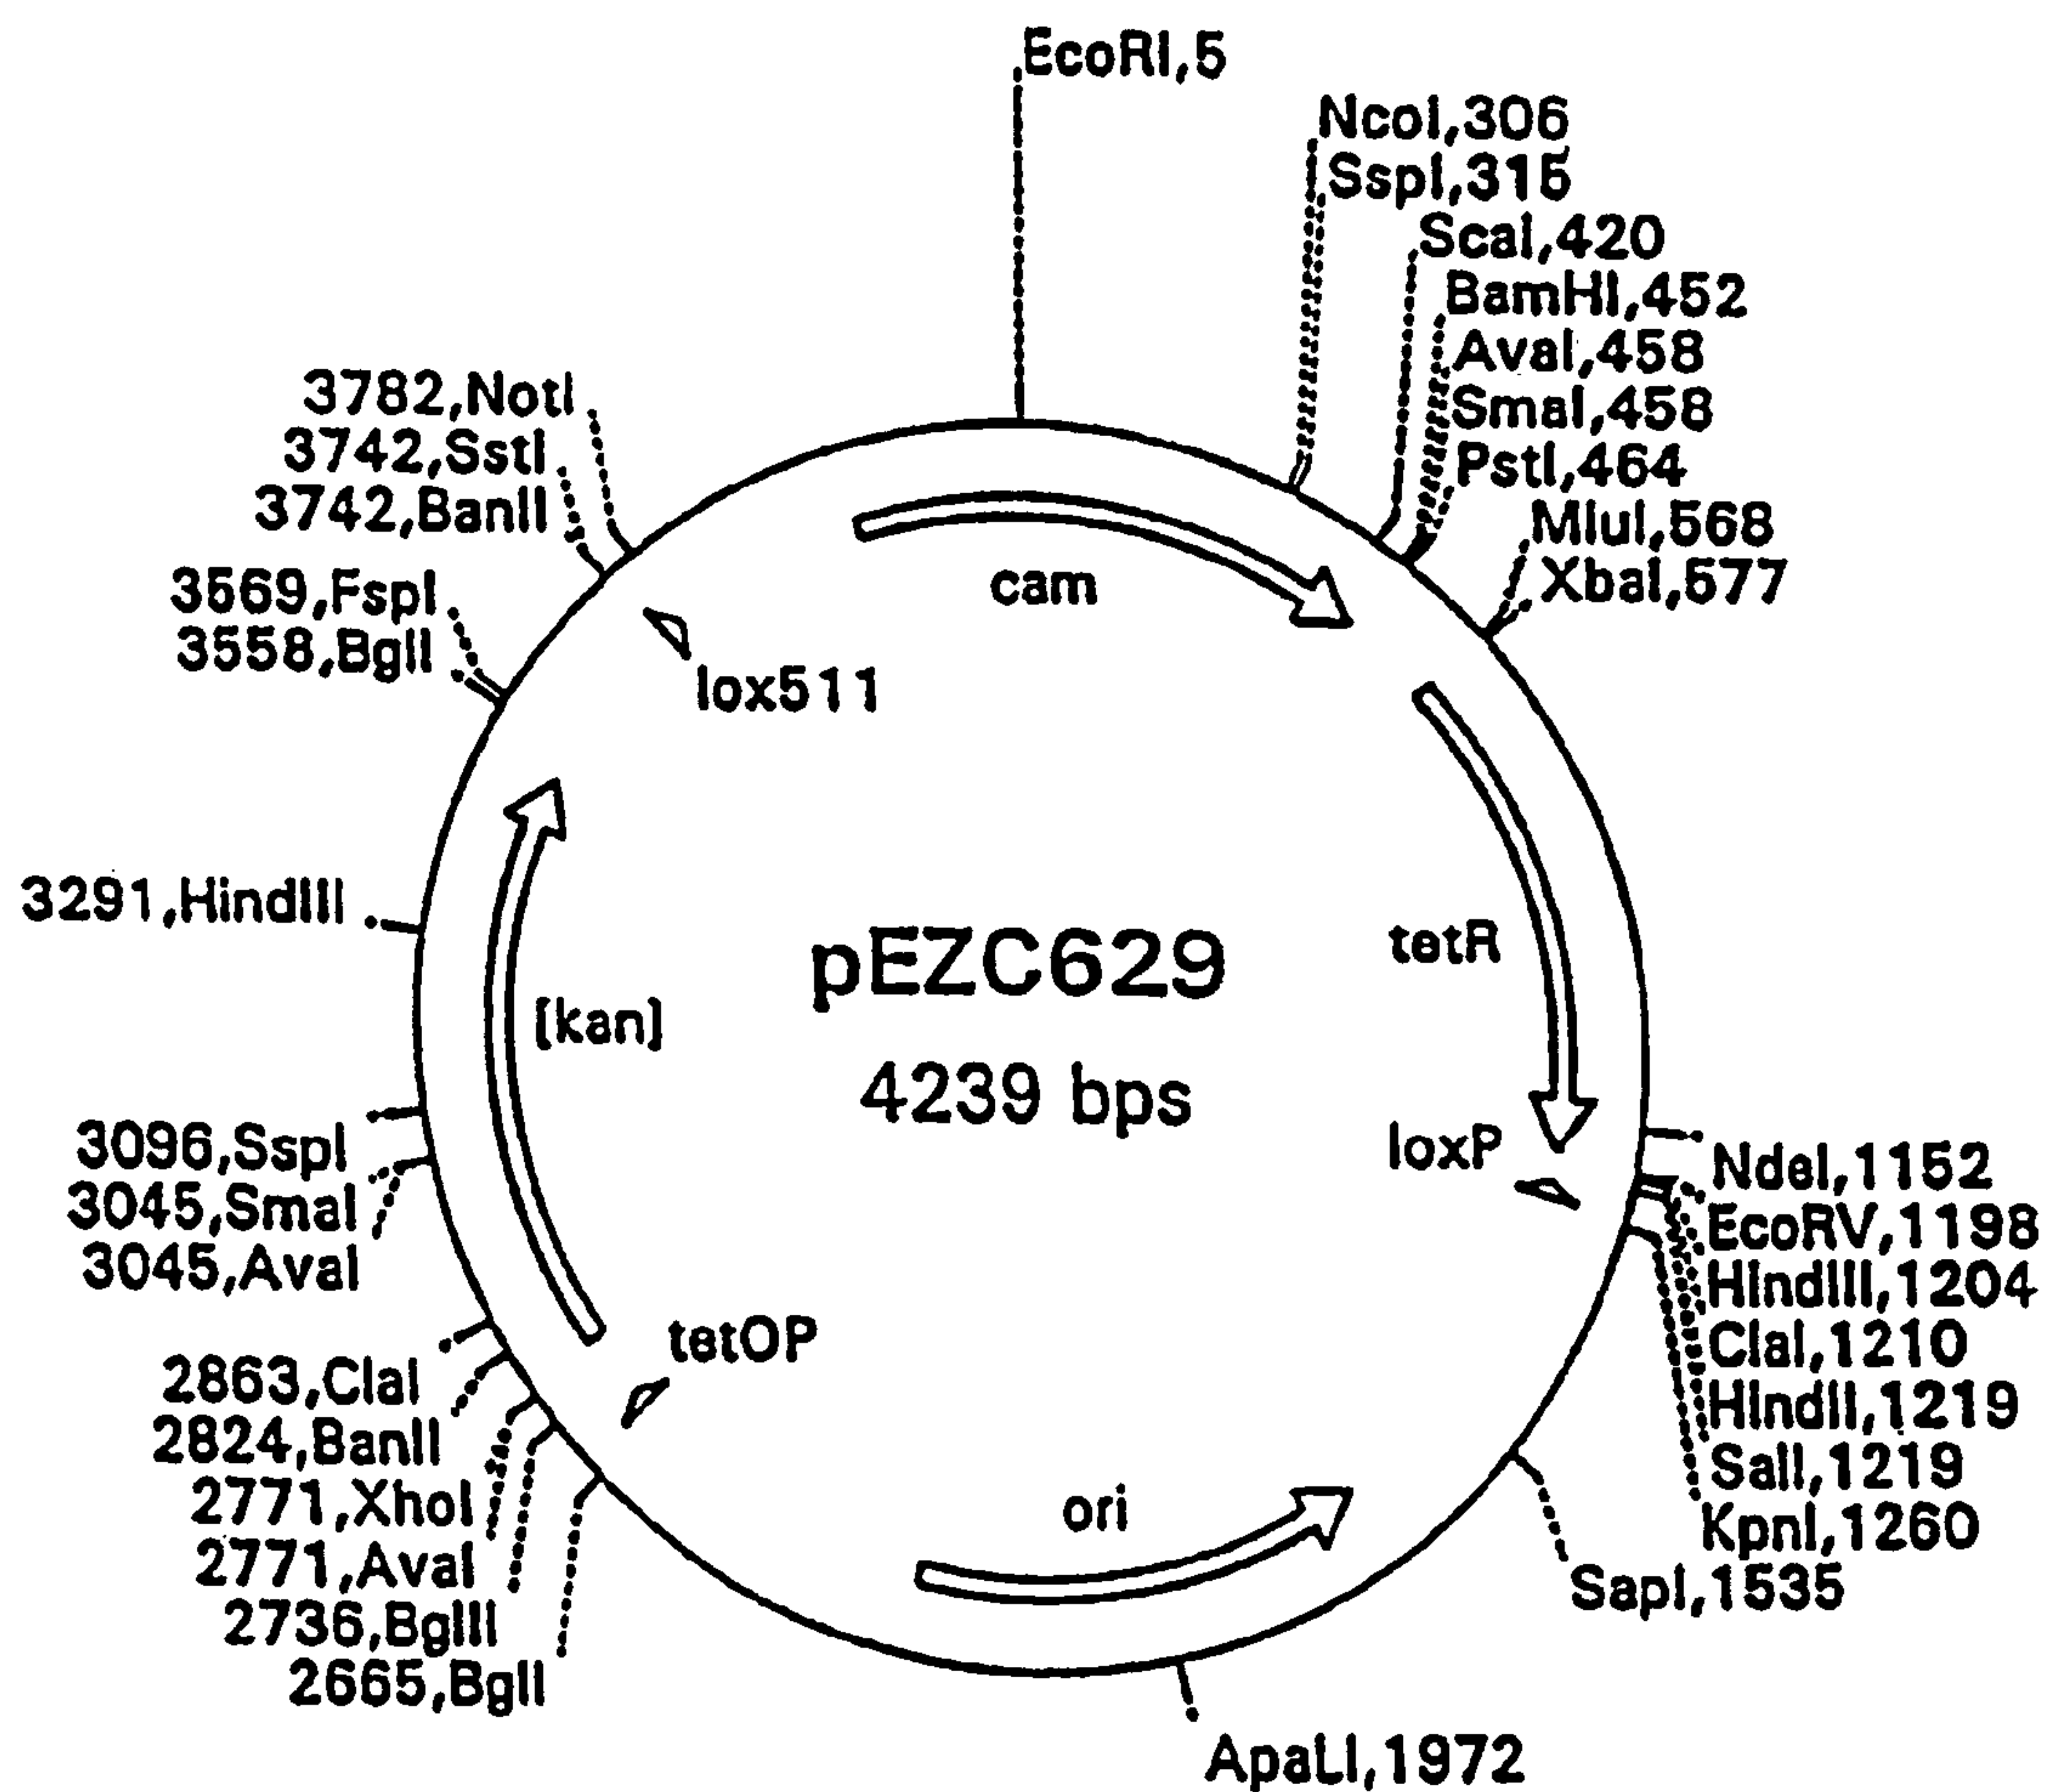 EcoRI,5
NcoI,306
SspI,315
ScaI,420
BamHI,452
AvaI,458
SmaI,458
PstI,464
MluI,568
XbaI,577
3782,NotI
3742,SstI
3742,BanII
3569,FspI
3558,BglI
cam
lox511
3291,HindIII
[kan]
pEZC629
4239 bps
tetR
loxP
NdeI,1152
EcoRV,1198
HindIII,1204
ClaI,1210
HindII,1219
SalI,1219
KpnI,1260
SapI,1535
3096,SspI
3045,SmaI
3045,AvaI
tetOP
2863,ClaI
2824,BanII
2771,XhoI
2771,AvaI
2736,BglII
2665,BglI
ori
ApaLI,1972